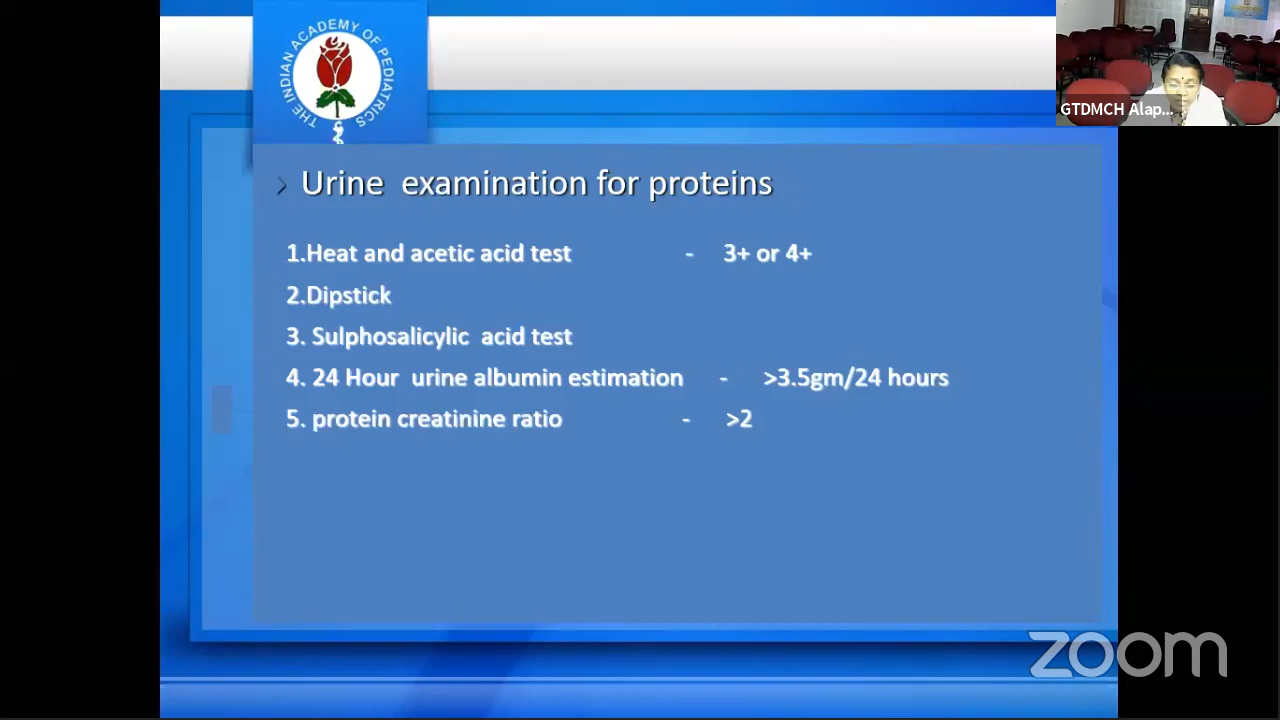 THE INDIAN ACADEMY OF PEDIATRICS
GTDMCH Alap...
Urine examination for proteins
1.Heat and acetic acid test - 3+ or 4+
2.Dipstick
3. Sulphosalicylic acid test
4. 24 Hour urine albumin estimation - >3.5gm/24 hours
5. protein creatinine ratio - >2
zoom